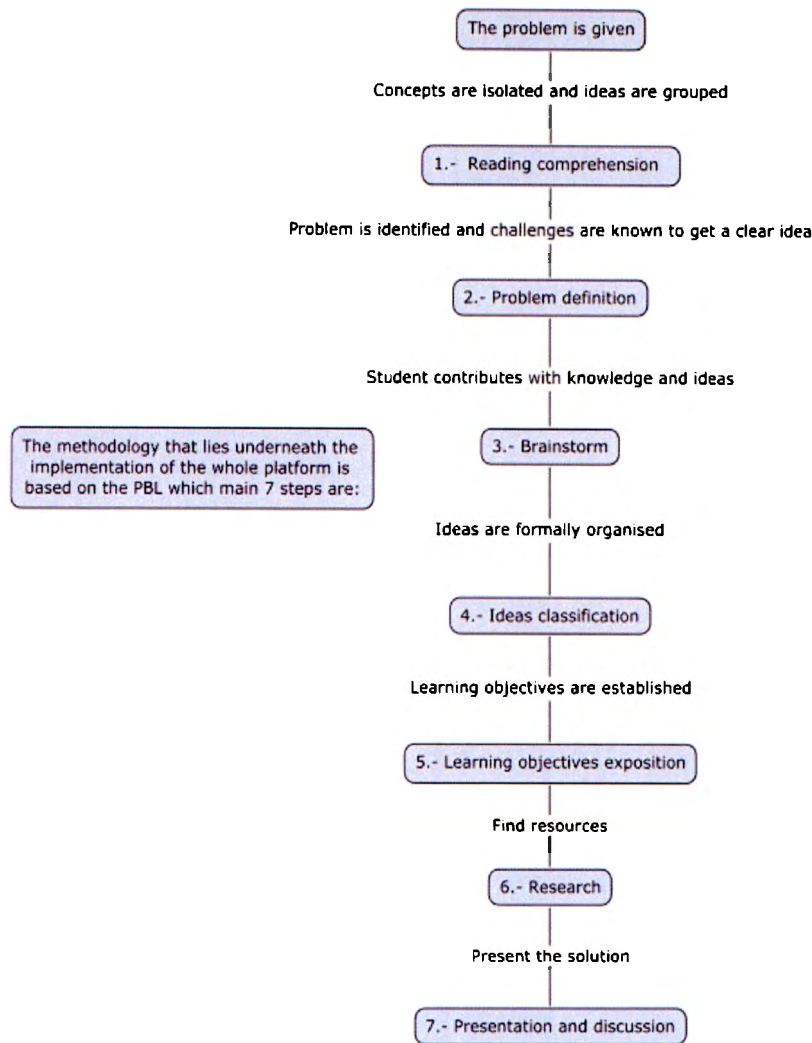 The problem is given
Concepts are isolated and ideas are grouped
1.- Reading comprehension
Problem is identified and challenges are known to get a clear idea
2.- Problem definition
Student contributes with knowledge and ideas
The methodology that lies underneath the
implementation of the whole platform is
based on the PBL which main 7 steps are:
3.- Brainstorm
Ideas are formally organised
4.- Ideas classification
Learning objectives are established
5.- Learning objectives exposition
Find resources
6.- Research
Present the solution
7.- Presentation and discussion